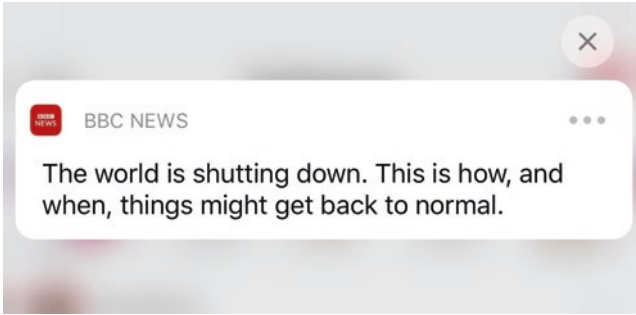 BBC NEWS
BBC NEWS
The world is shutting down. This is how, and
when, things might get back to normal.